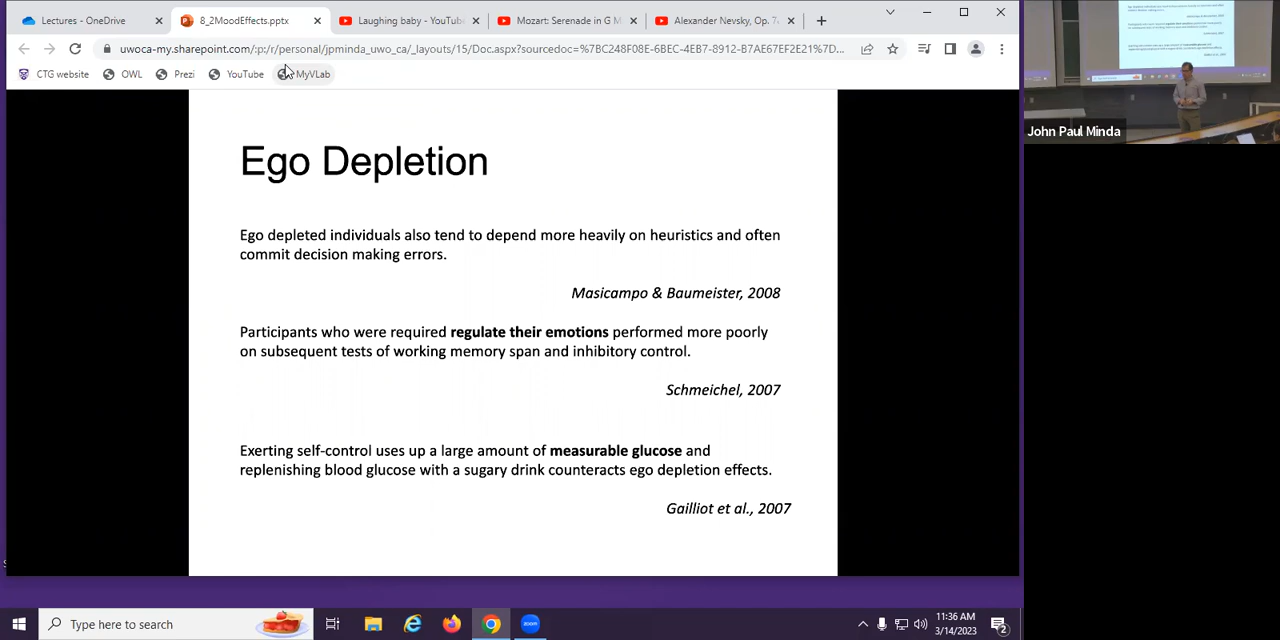 Lectures - OneDrive
8_2MoodEffects.pptx
Laughing baby - YouTube
Mozart: Serenade in G M
Alexander Nevsky, Op. 7
uwoca-my.sharepoint.com/:p:/r/personal/jpminda_uwo_ca/_layouts/15/Doc.aspx?sourcedoc=%7BC248F08E-6BEC-4EB7-8912-B7AE67EF2E21%7D...
CTG website
OWL
Prezi
YouTube
MyVLab
Ego Depletion
Ego depleted individuals also tend to depend more heavily on heuristics and often
commit decision making errors.
Masicampo & Baumeister, 2008
Participants who were required regulate their emotions performed more poorly
on subsequent tests of working memory span and inhibitory control.
Schmeichel, 2007
Exerting self-control uses up a large amount of measurable glucose and
replenishing blood glucose with a sugary drink counteracts ego depletion effects.
Gailliot et al., 2007
John Paul Minda
Type here to search
zoom
11:36 AM
3/14/2023
2